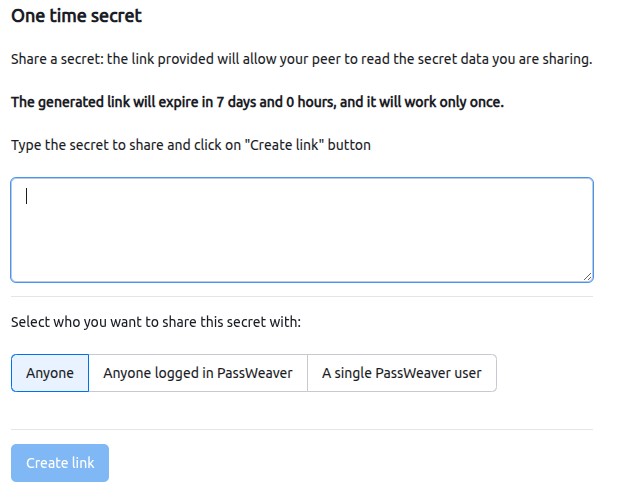 One time secret
Share a secret: the link provided will allow your peer to read the secret data you are sharing.
The generated link will expire in 7 days and 0 hours, and it will work only once.
Type the secret to share and click on "Create link" button
Select who you want to share this secret with:
Anyone
Anyone logged in PassWeaver
A single PassWeaver user
Create link